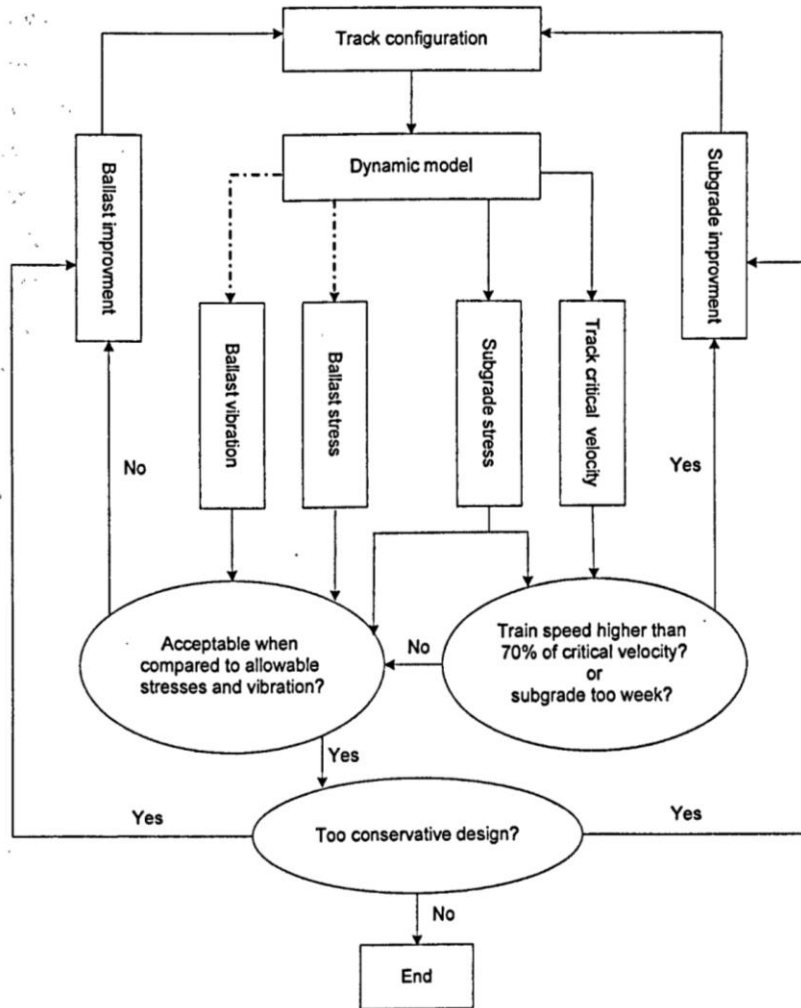 Track configuration
Dynamic model
Ballast improvment
Subgrade improvment
Ballast vibration
Ballast stress
Subgrade stress
Track critical velocity
No
Yes
Acceptable when
compared to allowable
stresses and vibration?
No
Train speed higher than
70% of critical velocity?
or
subgrade too week?
Yes
Yes
Too conservative design?
Yes
No
End